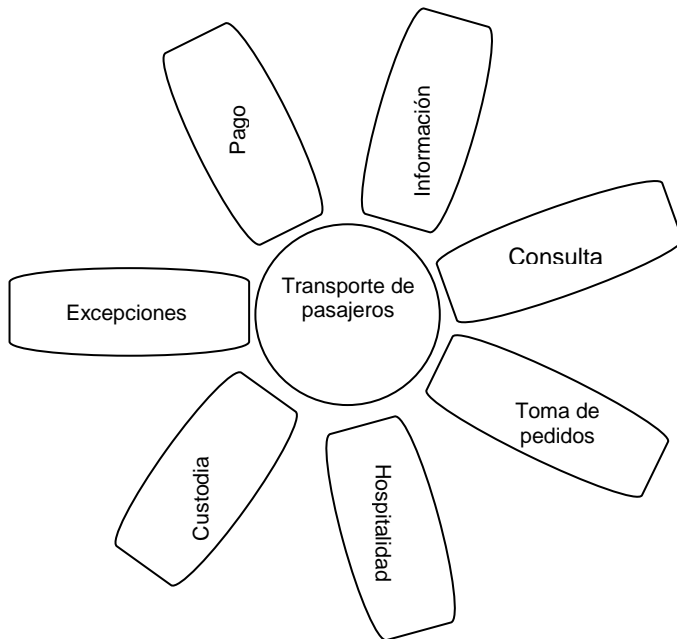 Pago
Información
Consulta
Transporte de
pasajeros
Excepciones
Toma de
pedidos
Custodia
Hospitalidad